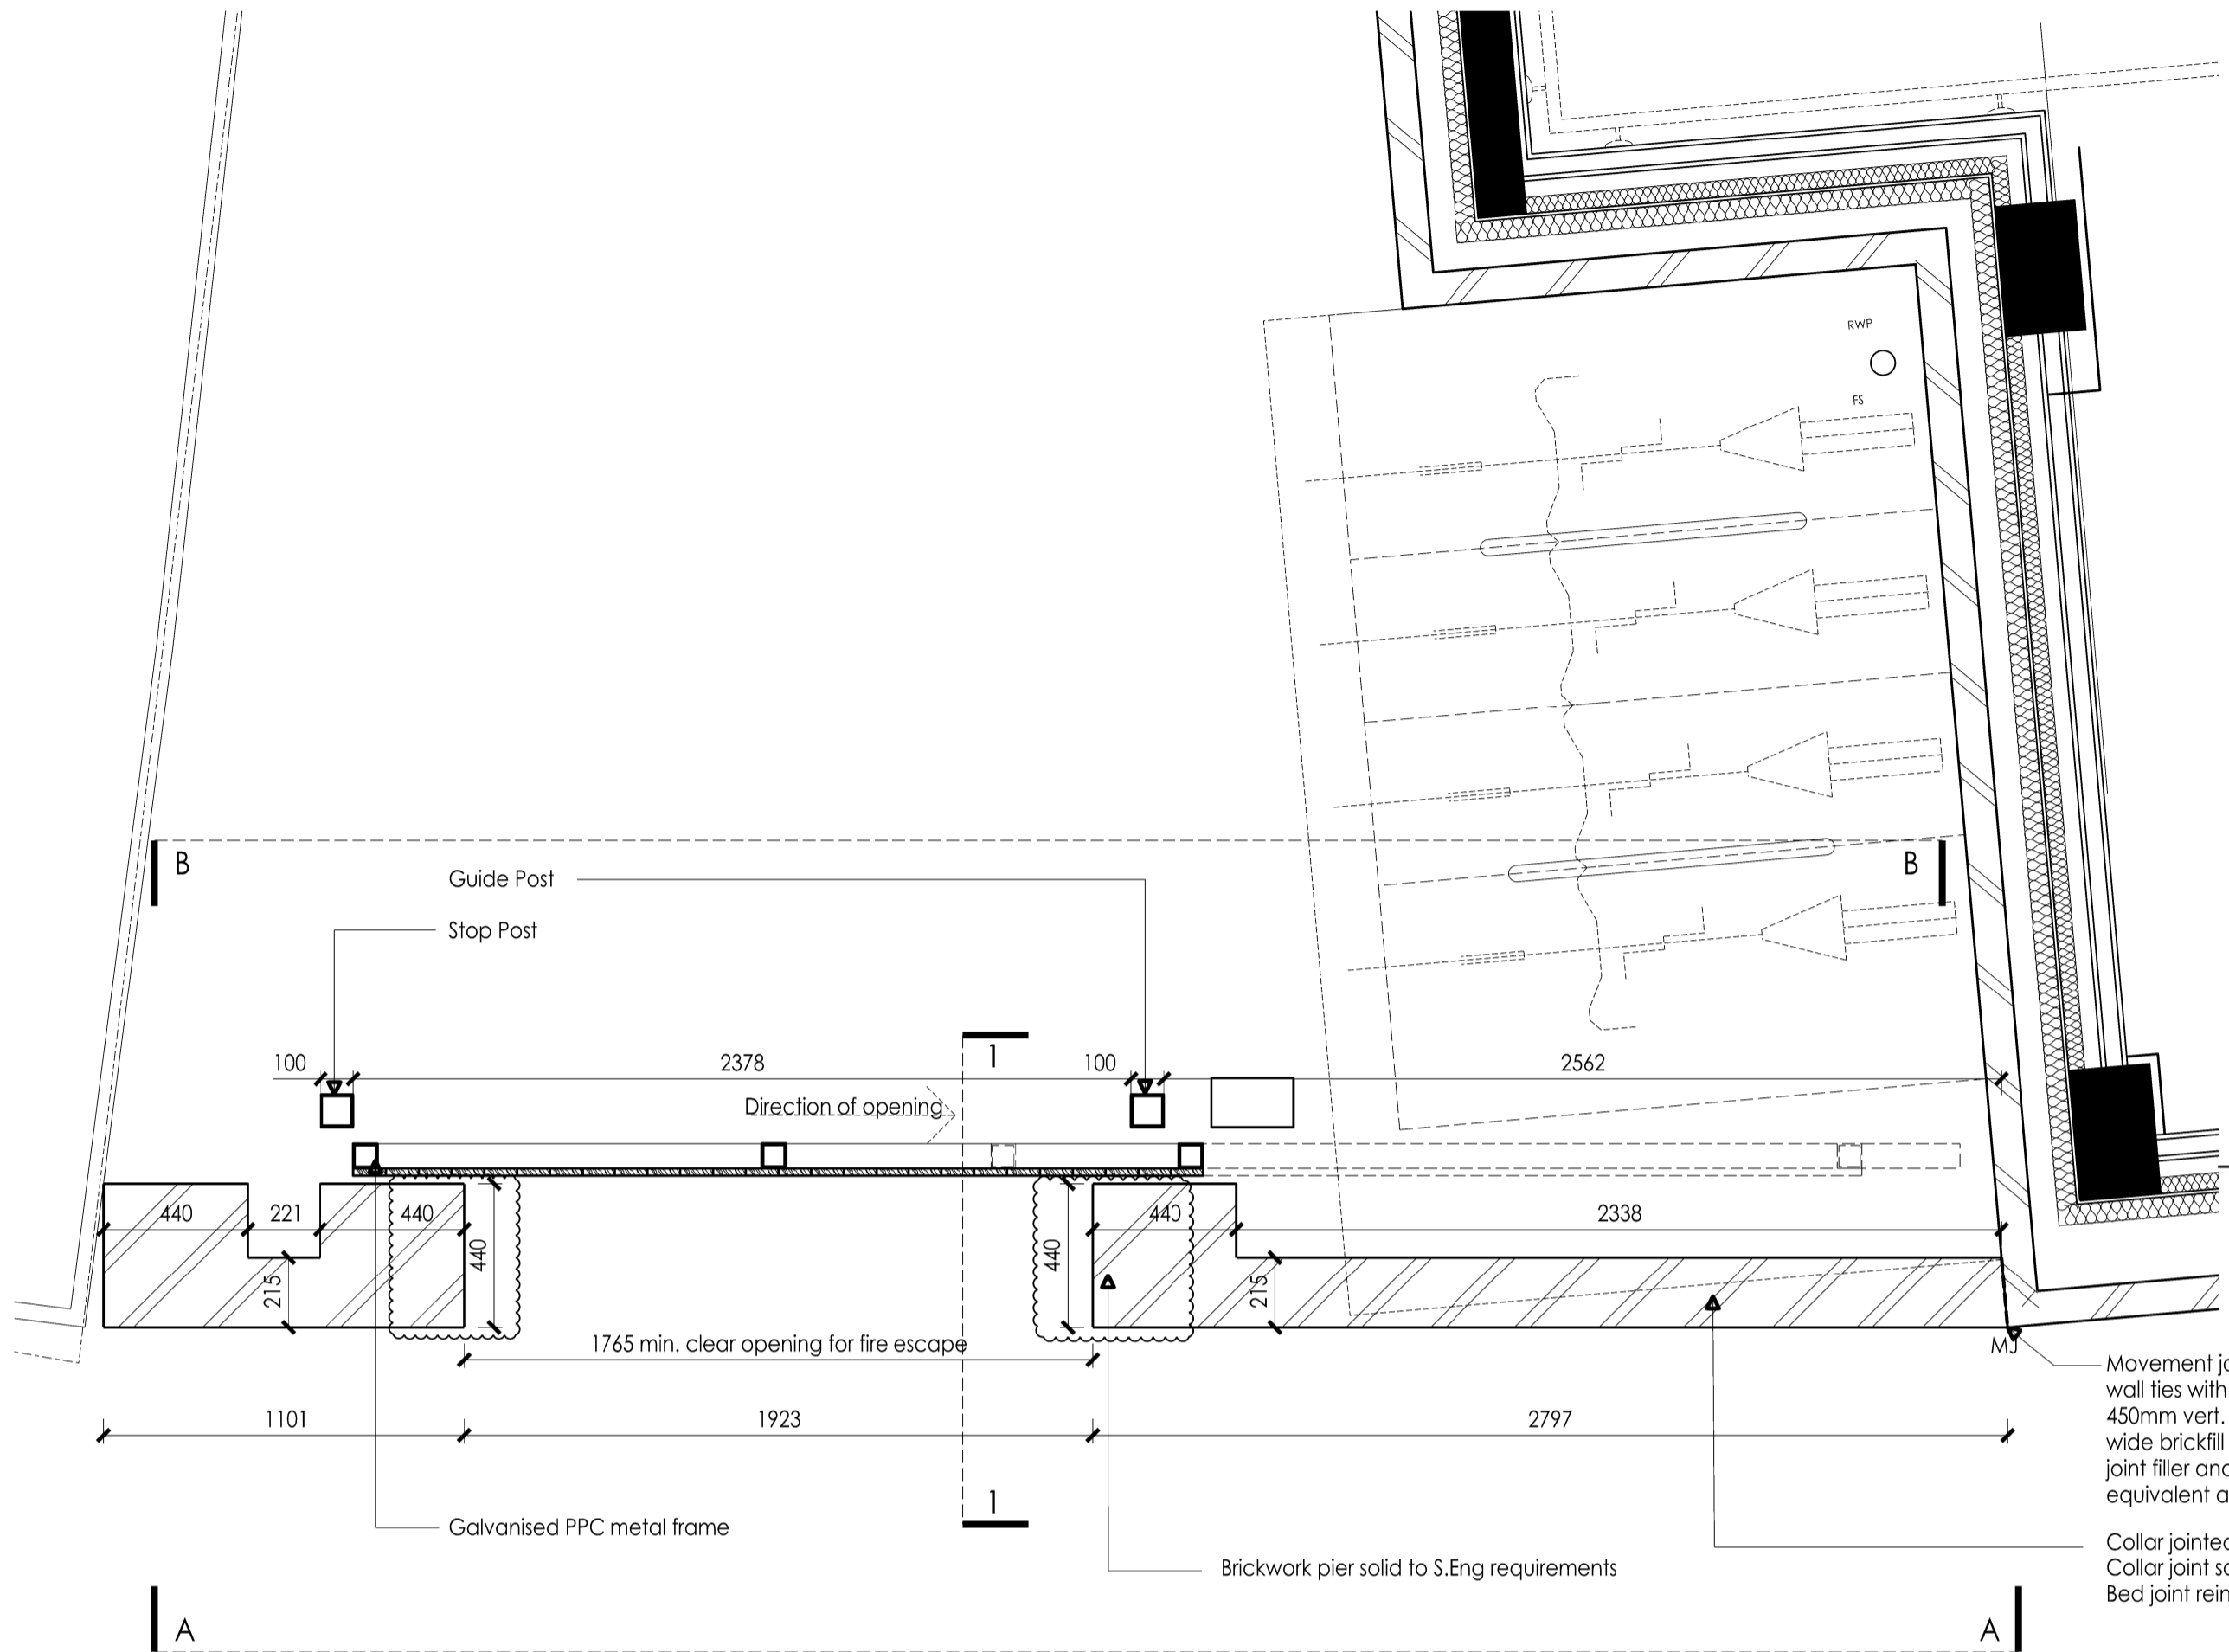 RWP
FS
B
B
Guide Post
Stop Post
1
100
2378
100
2562
Direction of opening
440
221
440
440
440
440
2338
215
215
1765 min. clear opening for fire escape
MJ
Movement jo
wall ties with
450mm vert.
wide brickfill
joint filler and
equivalent a
1101
1923
2797
1
Galvanised PPC metal frame
Brickwork pier solid to S.Eng requirements
Collar jointed
Collar joint so
Bed joint rein
A
A